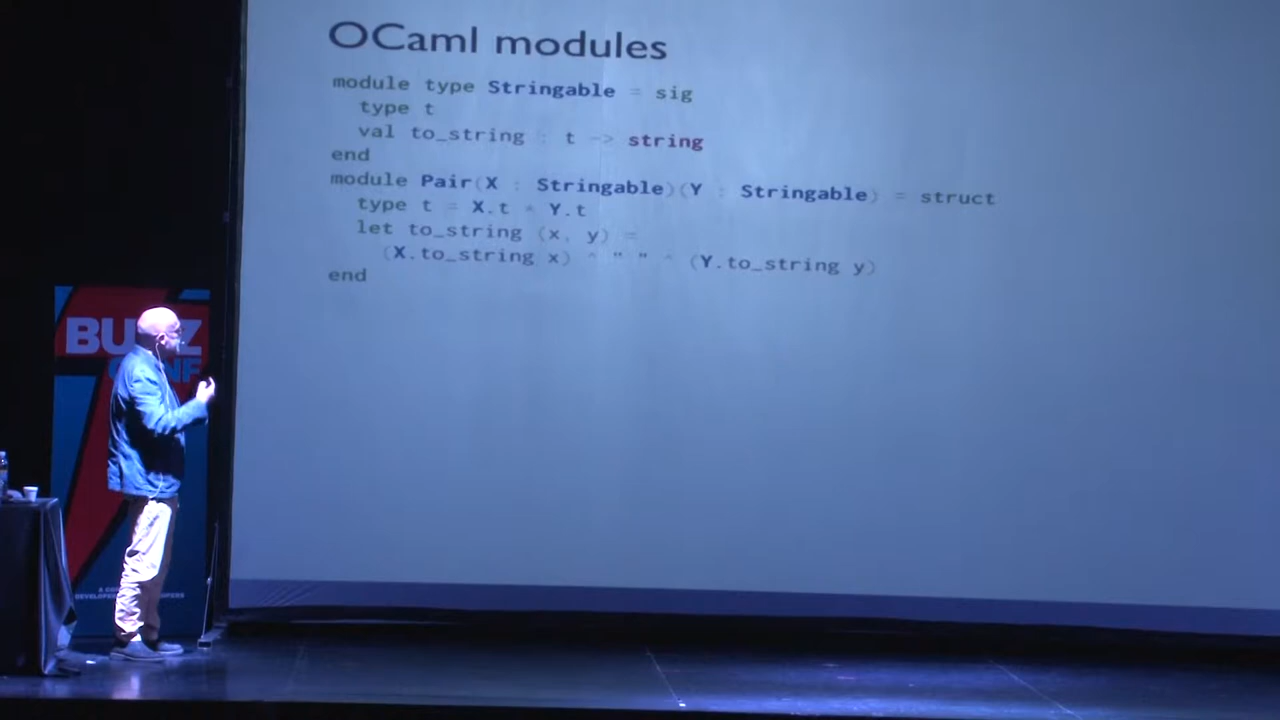 OCaml modules
module type Stringable = sig
type t
val to_string : t -> string
end
module Pair(X : Stringable)(Y : Stringable) = struct
type t = X.t * Y.t
let to_string (x, y) =
(X.to_string x) ^ " " ^ (Y.to_string y)
end